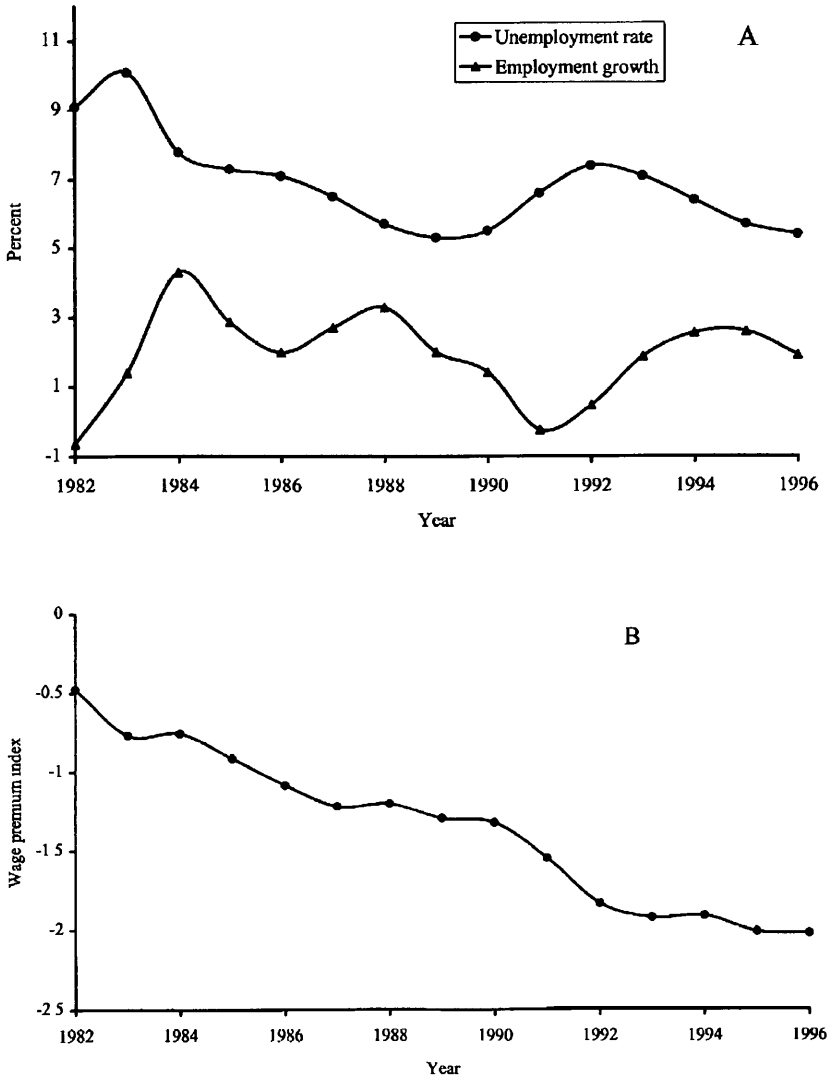 A
Unemployment rate
Employment growth
11
9
7
5
3
1
-1
Percent
1982 1984 1986 1988 1990 1992 1994 1996
Year
B
0
-0.5
-1
-1 5
-2
-2 5
Wage premium index
1982 1984 1986 1988 1990 1992 1994 1996
Year